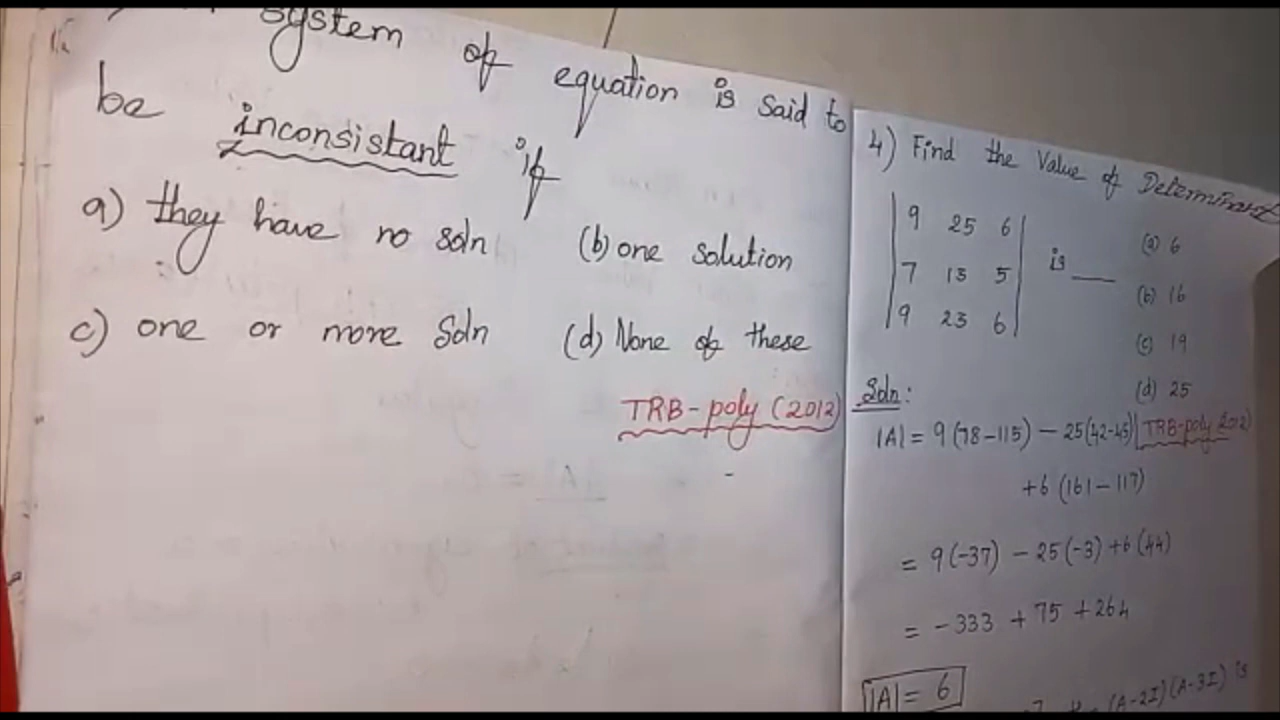 system of equation is said to
be inconsistant if
a) they have no soln (b) one solution
c) one or more Soln (d) None of these
TRB-poly (2012)
4) Find the Value of Determinant
| 9 25 6 |
| 7 13 5 | is ___
| 9 23 6 |
(a) 6
(b) 16
(c) 19
(d) 25
Soln:
|A| = 9(78-115) - 25(42-45) TRB-poly 2012)
+6 (161-117)
= 9(-37) - 25(-3) +6(44)
= -333 + 75 + 264
|A| = 6
(A-2I)(A-3I) is